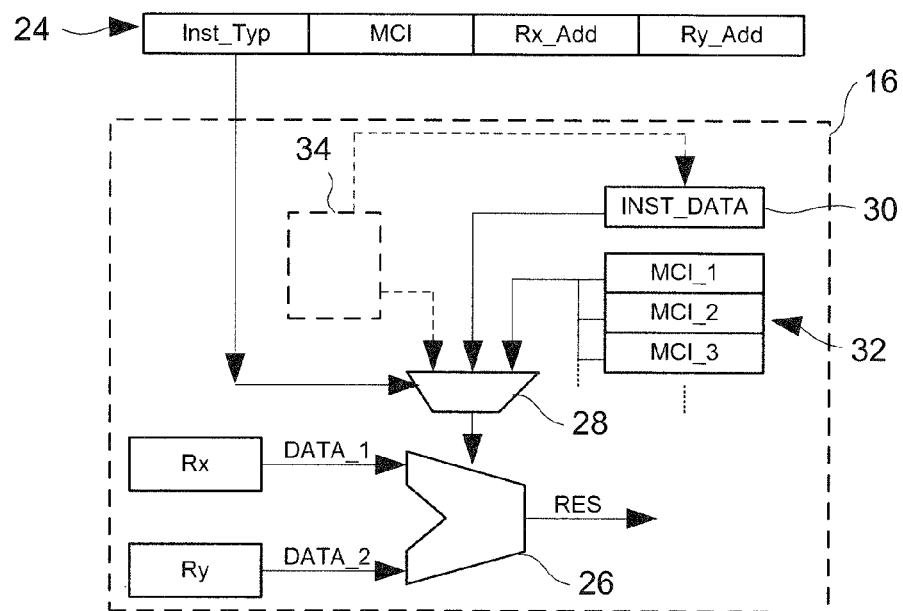 24
Inst_Typ MCI Rx_Add Ry_Add
16
34
INST_DATA
30
MCI_1
MCI_2
32
MCI_3
28
Rx
DATA_1
RES
Ry
DATA_2
26